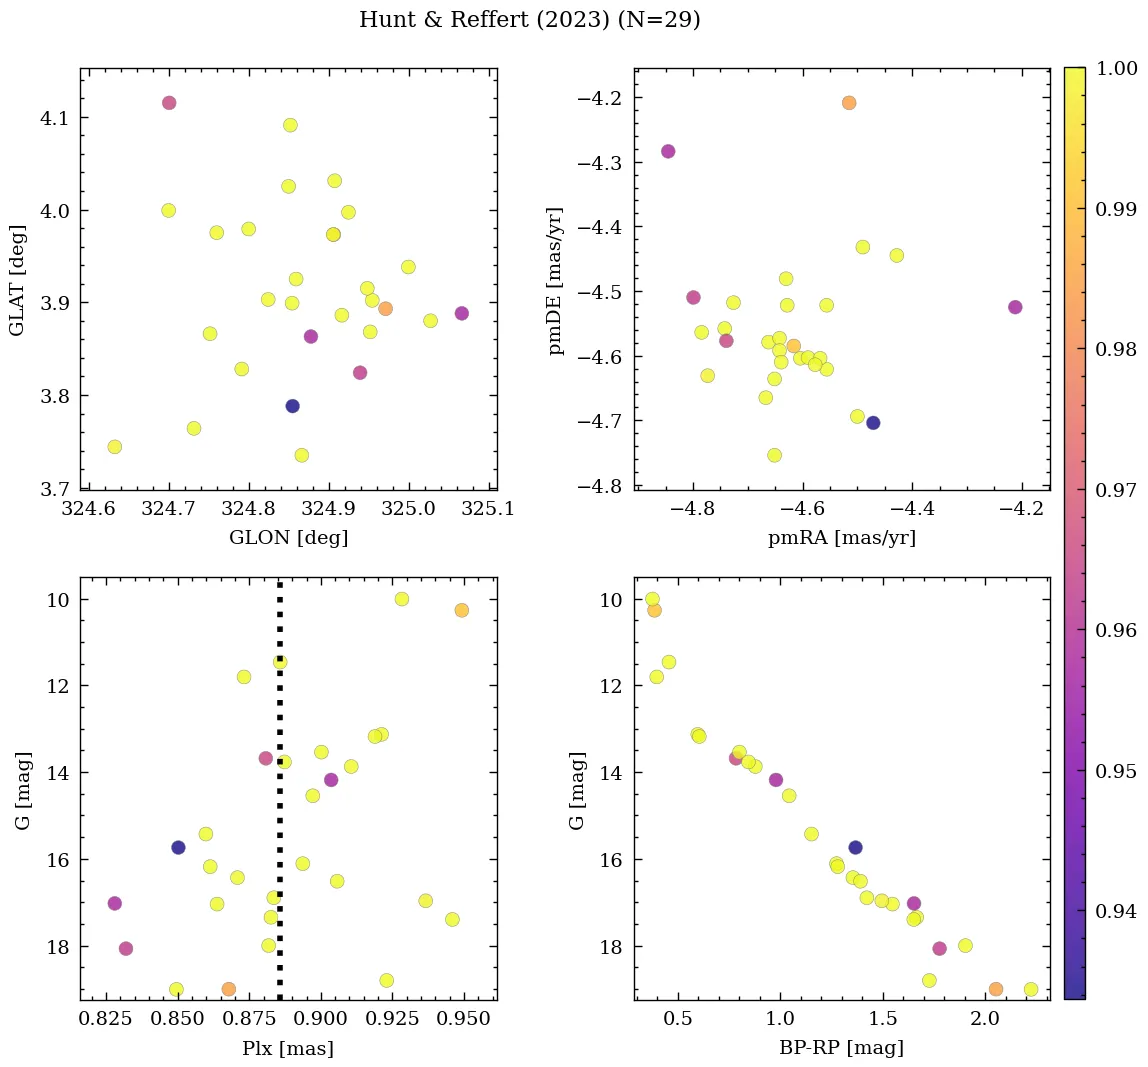 Hunt & Reffert (2023) (N=29)
4.1
4.0
3.9
3.8
3.7
GLAT [deg]
324.6 324.7 324.8 324.9 325.0 325.1
GLON [deg]
−4.2
−4.3
−4.4
−4.5
−4.6
−4.7
−4.8
pmDE [mas/yr]
−4.8 −4.6 −4.4 −4.2
pmRA [mas/yr]
10
12
14
16
18
G [mag]
0.825 0.850 0.875 0.900 0.925 0.950
Plx [mas]
10
12
14
16
18
G [mag]
0.5 1.0 1.5 2.0
BP-RP [mag]
1.00
0.99
0.98
0.97
0.96
0.95
0.94